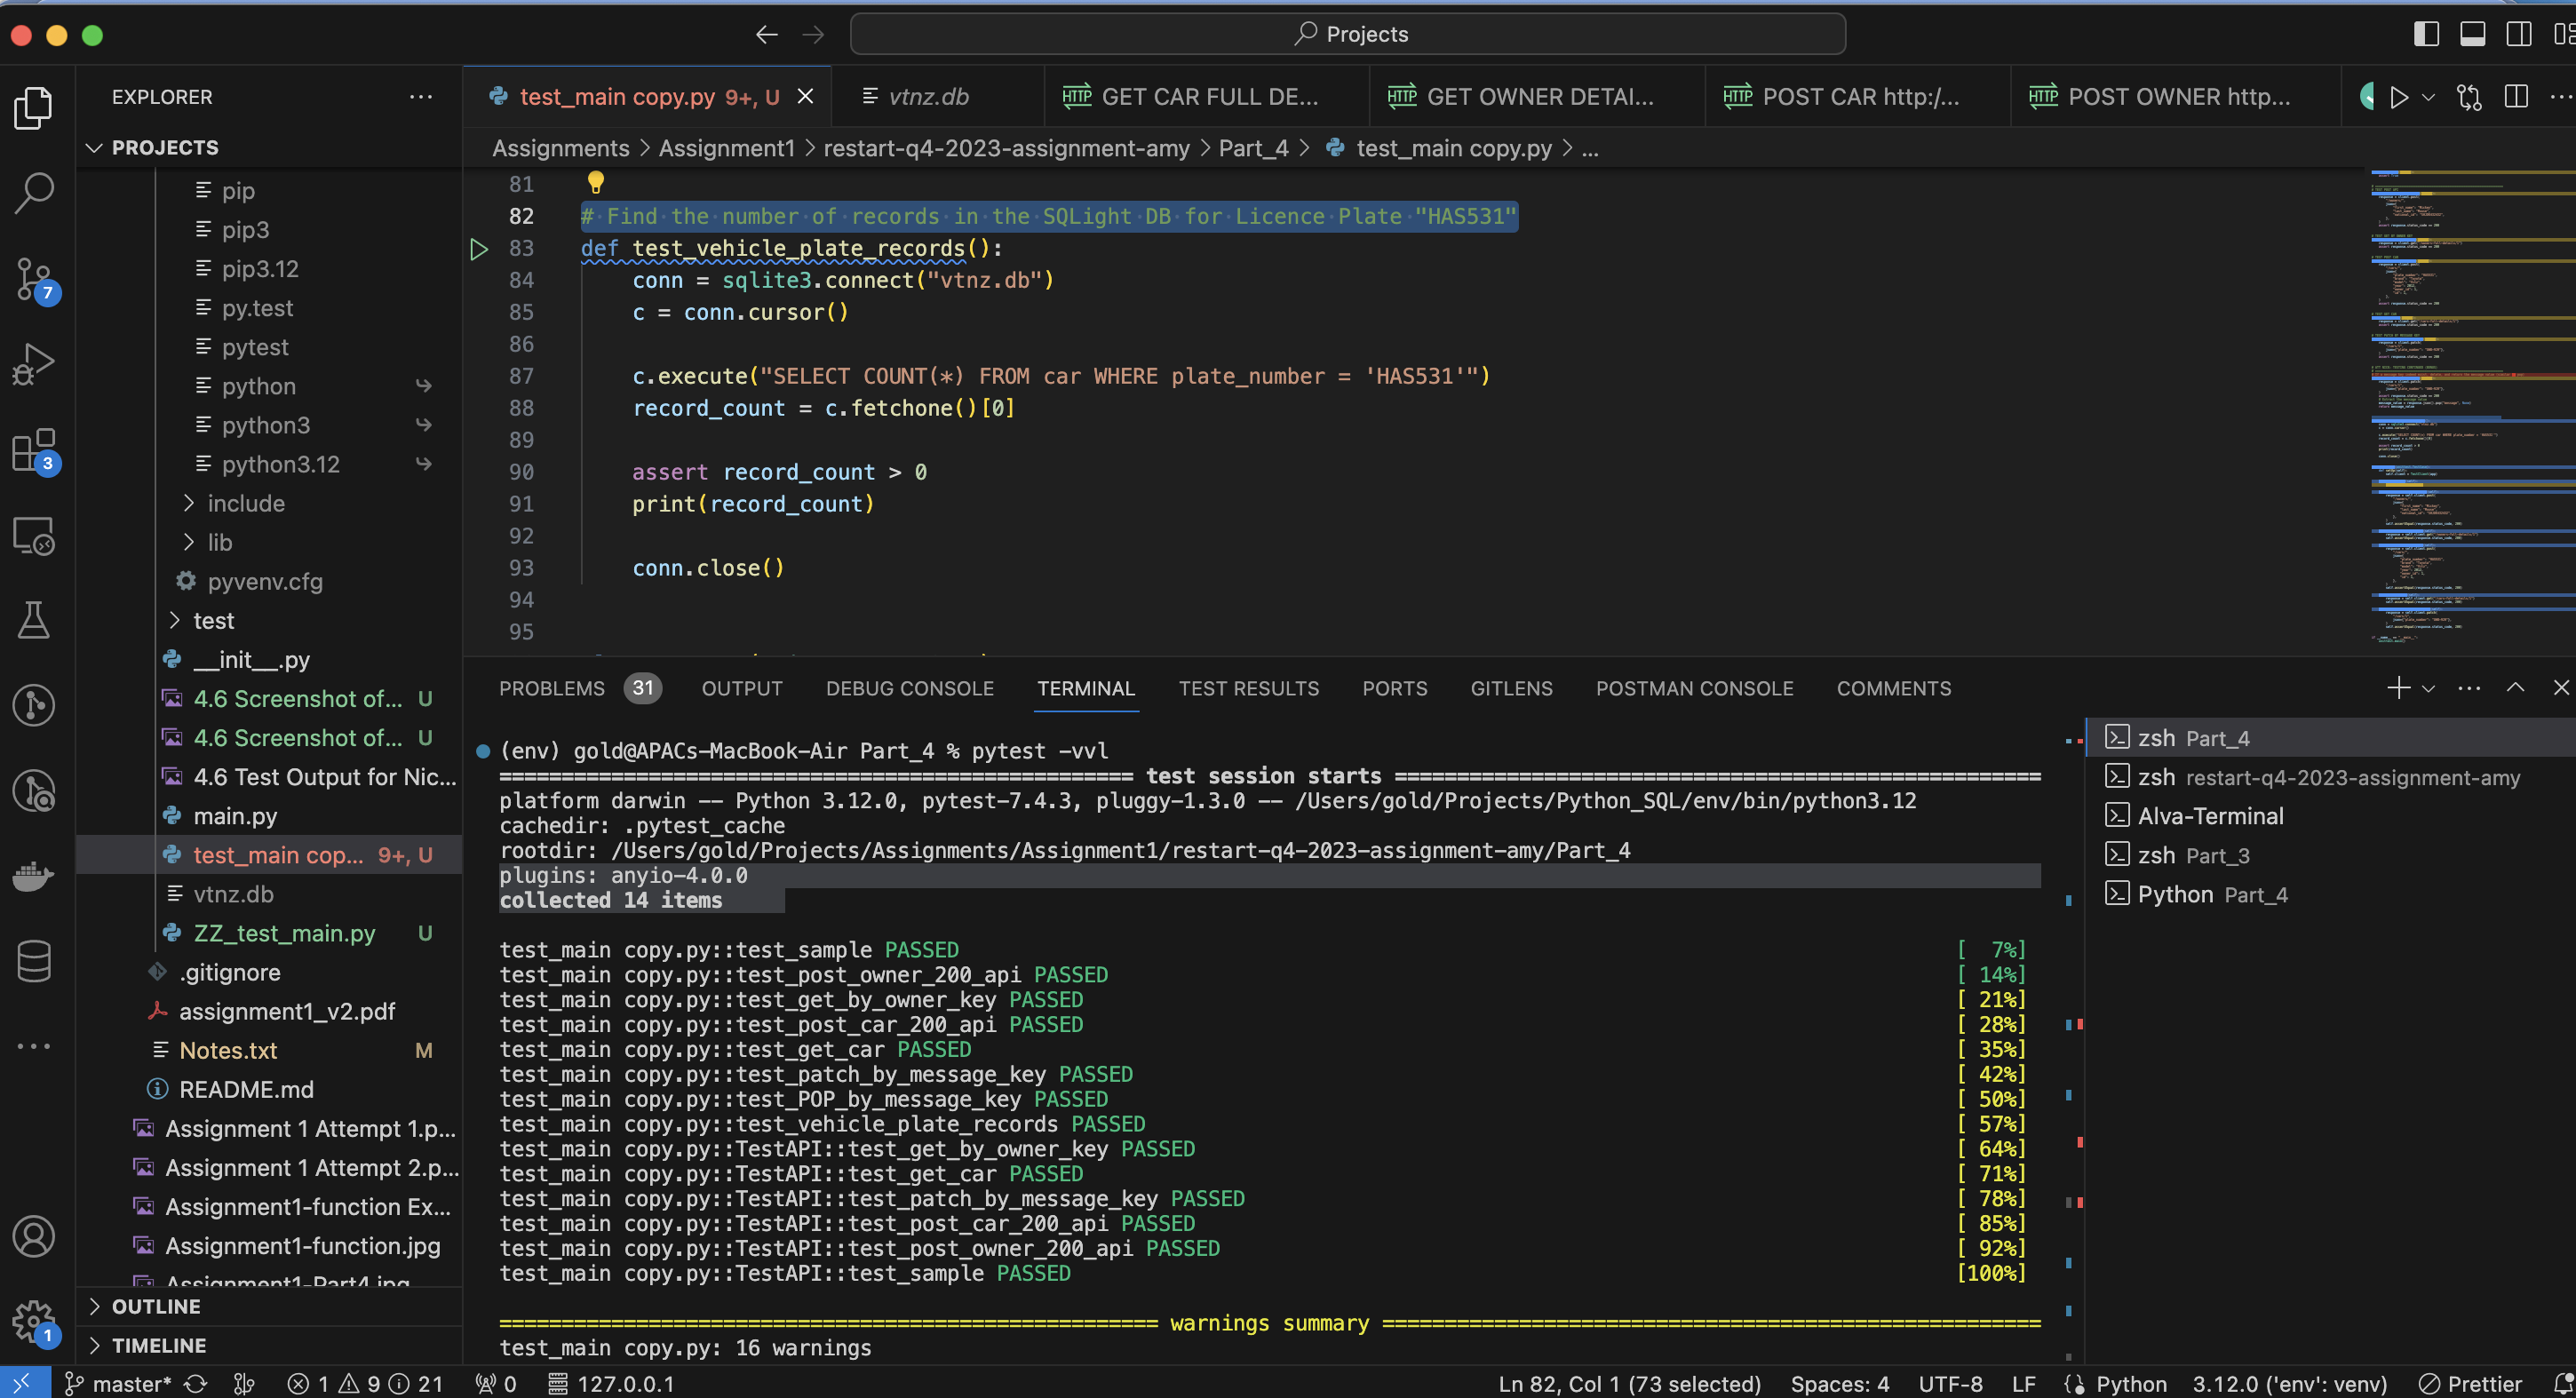 Projects
EXPLORER
test_main copy.py 9+, U
vtnz.db
GET CAR FULL DE...
GET OWNER DETAI...
POST CAR http:/...
POST OWNER http...
PROJECTS
Assignments > Assignment1 > restart-q4-2023-assignment-amy > Part_4 > test_main copy.py > ...
pip
pip3
pip3.12
py.test
pytest
python
python3
python3.12
include
lib
pyvenv.cfg
test
__init__.py
4.6 Screenshot of... U
4.6 Screenshot of... U
4.6 Test Output for Nic...
main.py
test_main cop... 9+, U
vtnz.db
ZZ_test_main.py U
.gitignore
assignment1_v2.pdf
Notes.txt M
README.md
Assignment 1 Attempt 1.p...
Assignment 1 Attempt 2.p...
Assignment1-function Ex...
Assignment1-function.jpg
Assignment1-Part4.jpg
OUTLINE
TIMELINE
7
3
1
81
82 # Find the number of records in the SQLight DB for Licence Plate "HAS531"
83 def test_vehicle_plate_records():
84 conn = sqlite3.connect("vtnz.db")
85 c = conn.cursor()
86
87 c.execute("SELECT COUNT(*) FROM car WHERE plate_number = 'HAS531'")
88 record_count = c.fetchone()[0]
89
90 assert record_count > 0
91 print(record_count)
92
93 conn.close()
94
95
PROBLEMS 31 OUTPUT DEBUG CONSOLE TERMINAL TEST RESULTS PORTS GITLENS POSTMAN CONSOLE COMMENTS
(env) gold@APACs-MacBook-Air Part_4 % pytest -vvl
=== test session starts ===
platform darwin -- Python 3.12.0, pytest-7.4.3, pluggy-1.3.0 -- /Users/gold/Projects/Python_SQL/env/bin/python3.12
cachedir: .pytest_cache
rootdir: /Users/gold/Projects/Assignments/Assignment1/restart-q4-2023-assignment-amy/Part_4
plugins: anyio-4.0.0
collected 14 items
test_main copy.py::test_sample PASSED [ 7%]
test_main copy.py::test_post_owner_200_api PASSED [ 14%]
test_main copy.py::test_get_by_owner_key PASSED [ 21%]
test_main copy.py::test_post_car_200_api PASSED [ 28%]
test_main copy.py::test_get_car PASSED [ 35%]
test_main copy.py::test_patch_by_message_key PASSED [ 42%]
test_main copy.py::test_POP_by_message_key PASSED [ 50%]
test_main copy.py::test_vehicle_plate_records PASSED [ 57%]
test_main copy.py::TestAPI::test_get_by_owner_key PASSED [ 64%]
test_main copy.py::TestAPI::test_get_car PASSED [ 71%]
test_main copy.py::TestAPI::test_patch_by_message_key PASSED [ 78%]
test_main copy.py::TestAPI::test_post_car_200_api PASSED [ 85%]
test_main copy.py::TestAPI::test_post_owner_200_api PASSED [ 92%]
test_main copy.py::TestAPI::test_sample PASSED [100%]
=== warnings summary ===
test_main copy.py: 16 warnings
zsh Part_4
zsh restart-q4-2023-assignment-amy
Alva-Terminal
zsh Part_3
Python Part_4
master* 1 9 21 0 127.0.0.1 Ln 82, Col 1 (73 selected) Spaces: 4 UTF-8 LF Python 3.12.0 ('env': venv) Prettier